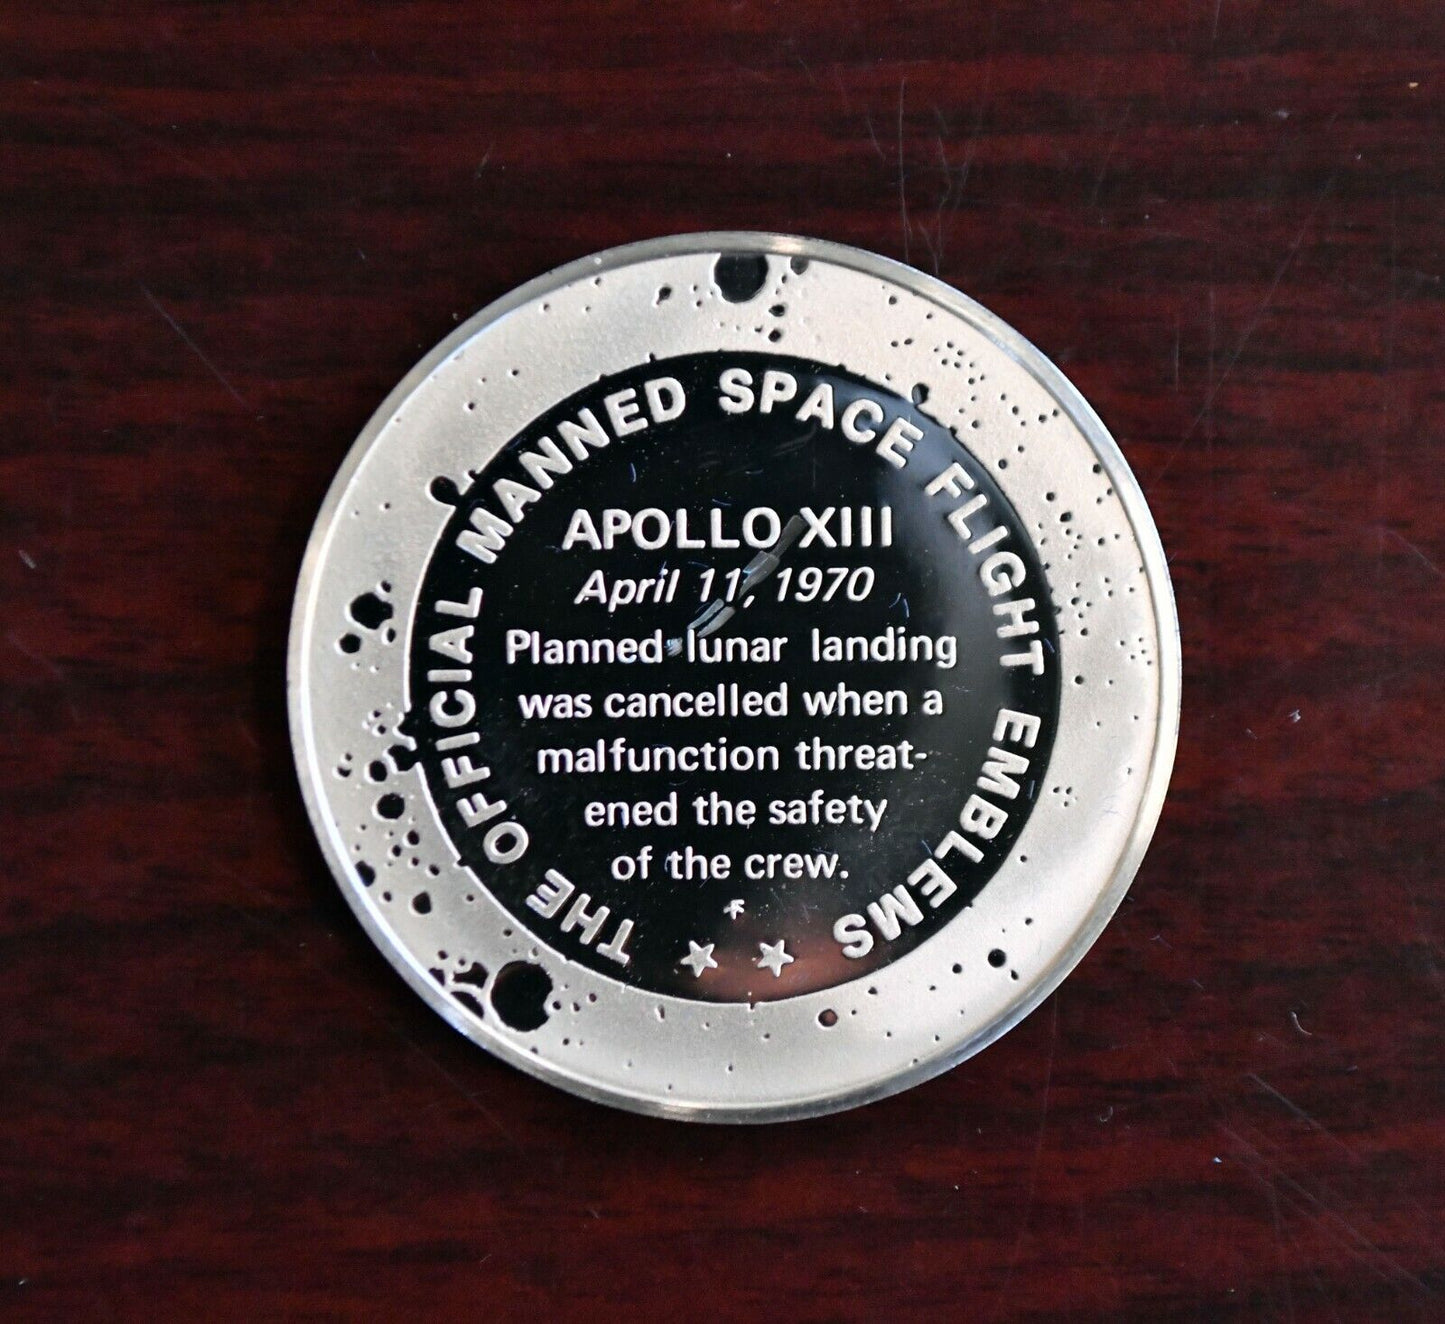 THE OFFICIAL MANNED SPACE FLIGHT EMBLEMS
APOLLO XIII
April 11, 1970
Planned lunar landing
was cancelled when a
malfunction threat-
ened the safety
of the crew.